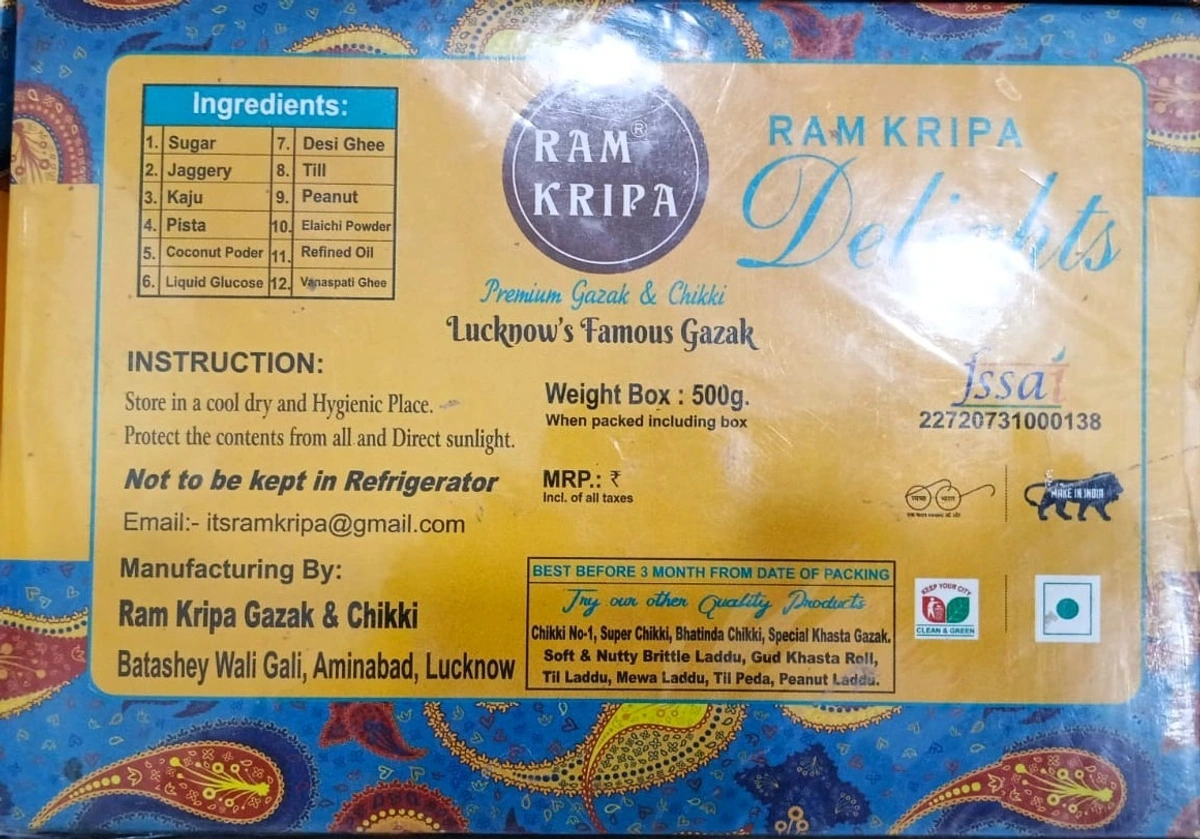 Ingredients:
1. Sugar 7. Desi Ghee
2. Jaggery 8. Till
3. Kaju 9. Peanut
4. Pista 10. Elaichi Powder
5. Coconut Poder 11. Refined Oil
6. Liquid Glucose 12. Vanaspati Ghee
RAM ®
KRIPA
Premium Gazak & Chikki
Lucknow's Famous Gazak
RAM KRIPA
Delights
INSTRUCTION:
Store in a cool dry and Hygienic Place.
Protect the contents from all and Direct sunlight.
Not to be kept in Refrigerator
Email:- itsramkripa@gmail.com
Manufacturing By:
Ram Kripa Gazak & Chikki
Batashey Wali Gali, Aminabad, Lucknow
Weight Box : 500g.
When packed including box
MRP.: ₹
Incl. of all taxes
BEST BEFORE 3 MONTH FROM DATE OF PACKING
Try our other Quality Products
Chikki No-1, Super Chikki, Bhatinda Chikki, Special Khasta Gazak.
Soft & Nutty Brittle Laddu, Gud Khasta Roll,
Til Laddu, Mewa Laddu, Til Peda, Peanut Laddu.
fssai
22720731000138
स्वच्छ भारत
MAKE IN INDIA
KEEP YOUR CITY
CLEAN & GREEN